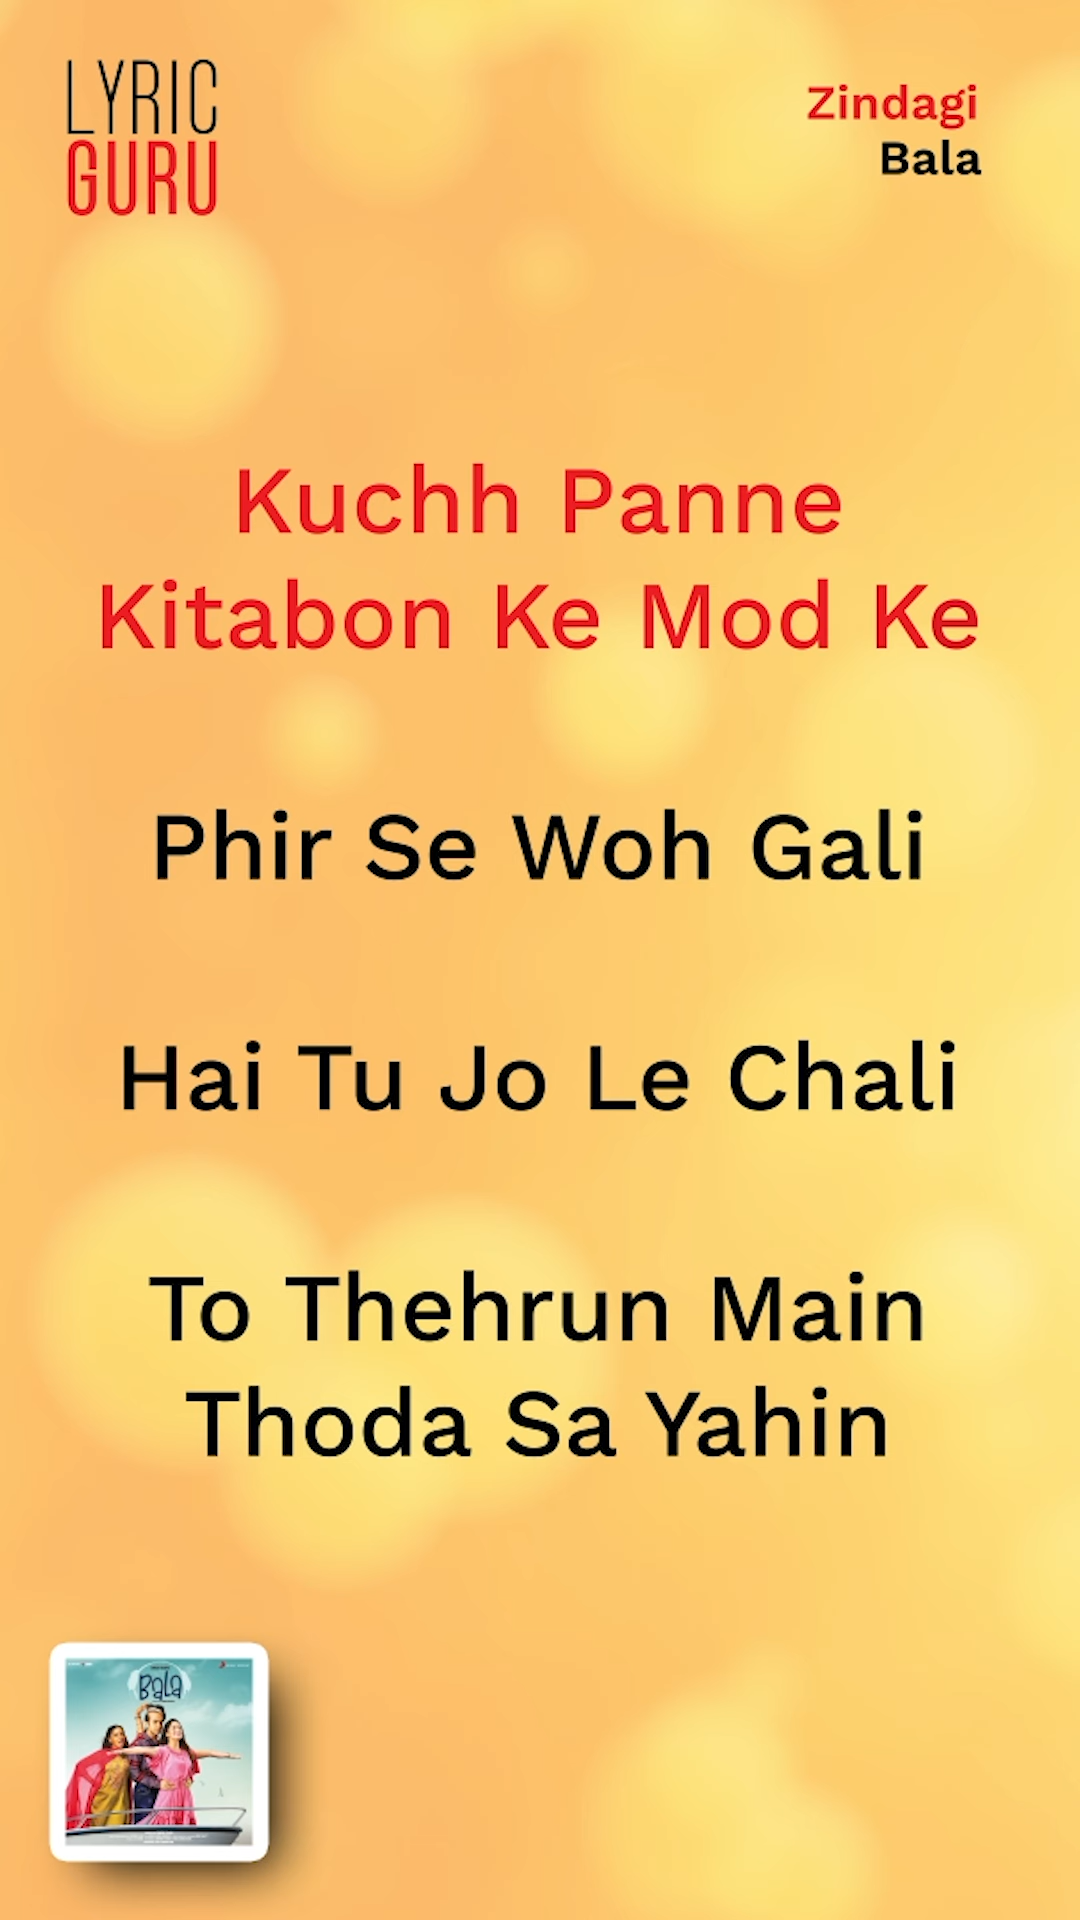 LYRIC
GURU
Zindagi
Bala
Kuchh Panne
Kitabon Ke Mod Ke
Phir Se Woh Gali
Hai Tu Jo Le Chali
To Thehrun Main
Thoda Sa Yahin
Bala